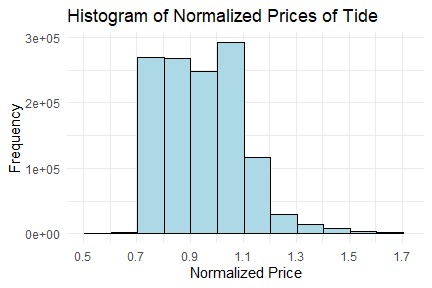 Histogram of Normalized Prices of Tide
3e+05
2e+05
1e+05
0e+00
Frequency
0.5 0.7 0.9 1.1 1.3 1.5 1.7
Normalized Price